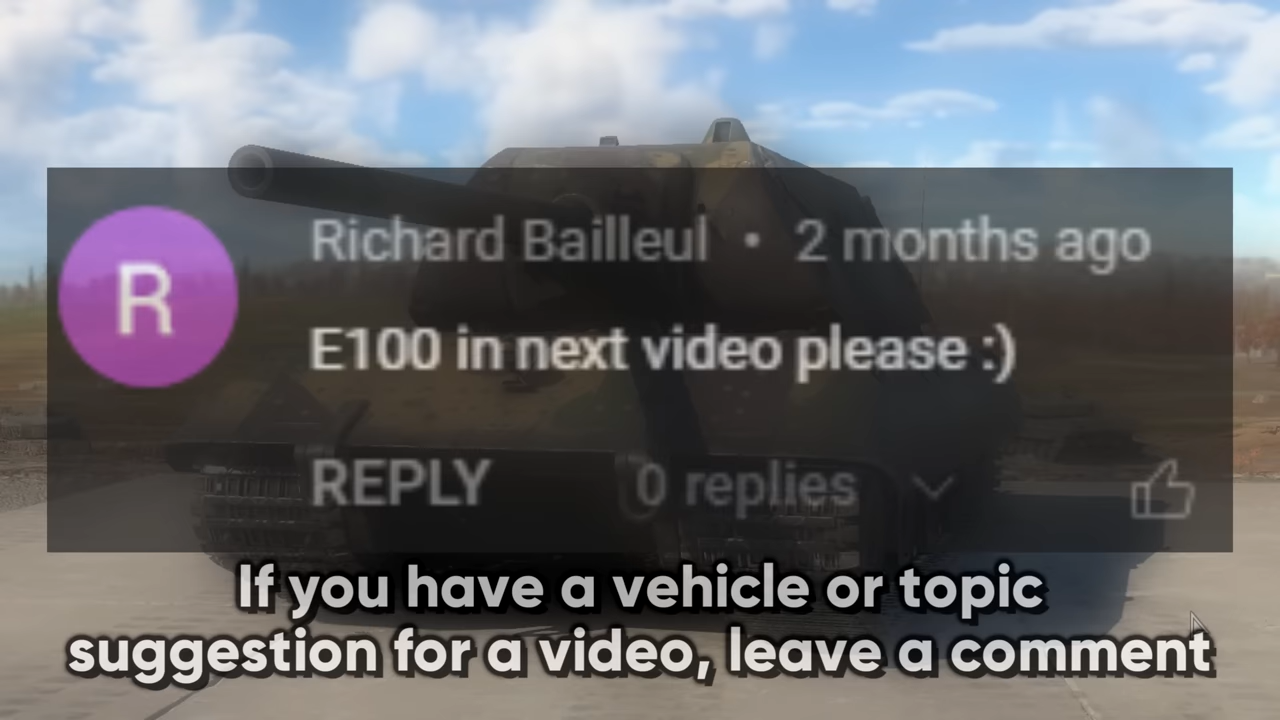 R
Richard Bailleul • 2 months ago
E100 in next video please :)
REPLY 0 replies
If you have a vehicle or topic
suggestion for a video, leave a comment